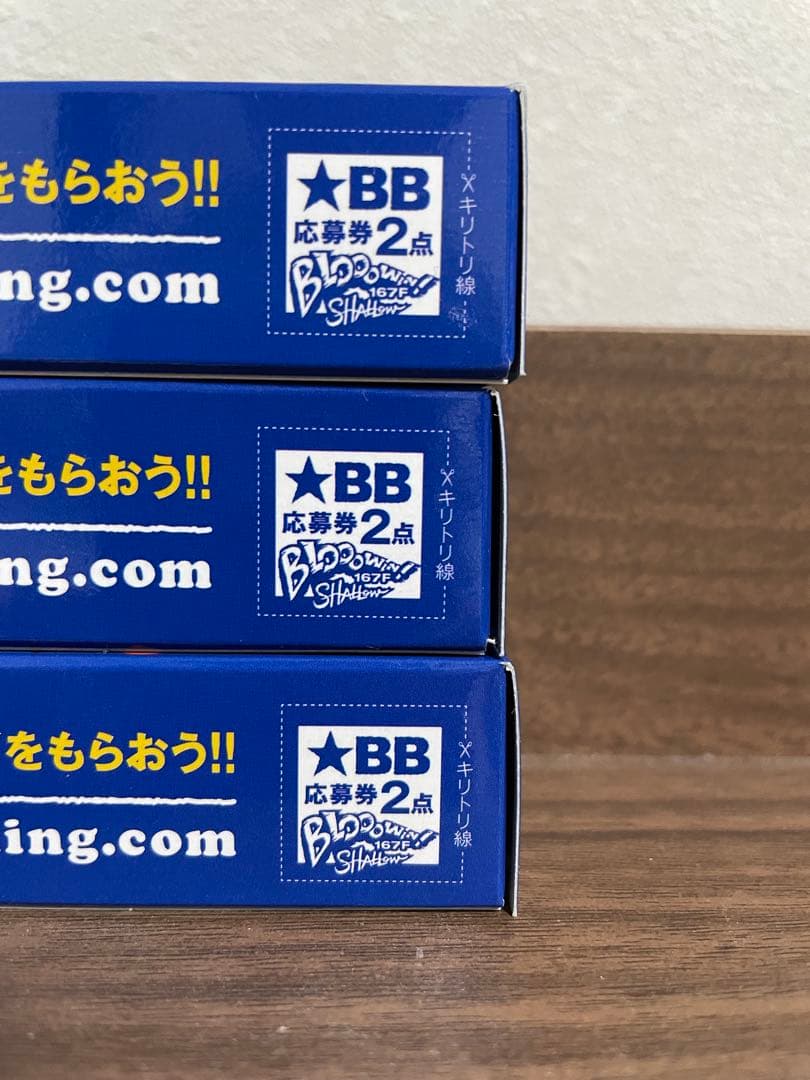 をもらおう!!
ng.com
★BB
応募券2点
BLOOOWiN!!
167F
SHALLOW
キリトリ線
をもらおう!!
ng.com
★BB
応募券2点
BLOOOWiN!!
167F
SHALLOW
キリトリ線
をもらおう!!
ing.com
★BB
応募券2点
BLOOOWiN!!
167F
SHALLOW
キリトリ線